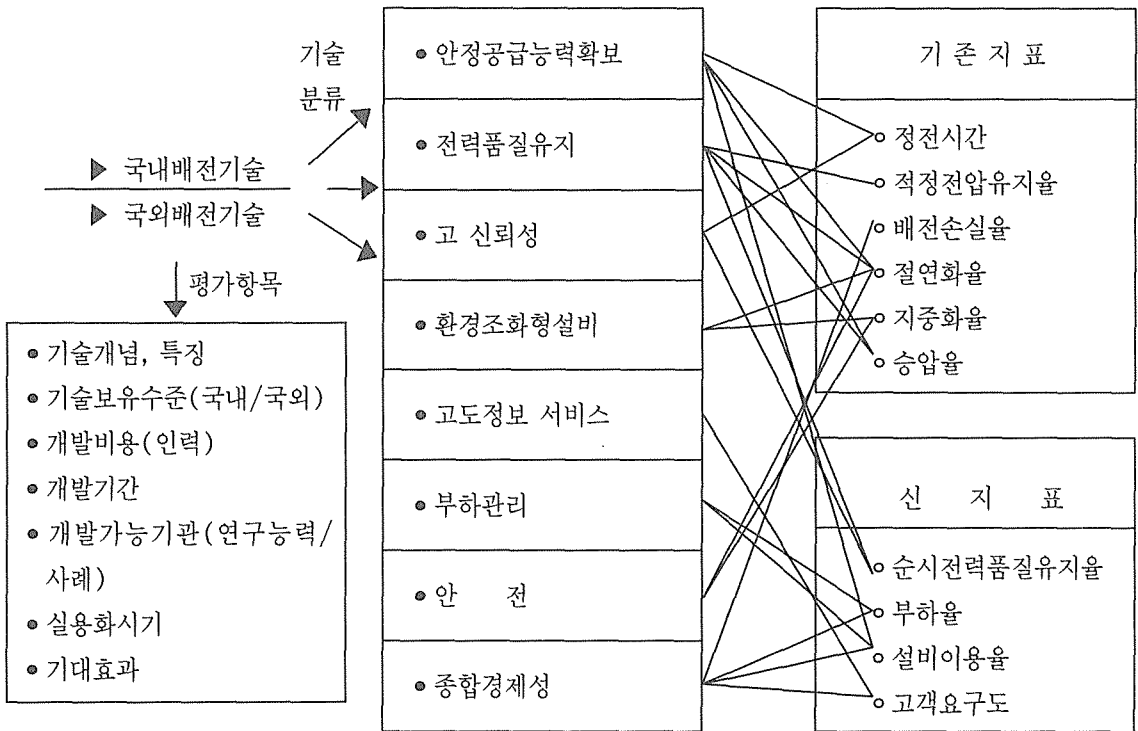 기술
분류
▶ 국내배전기술
▶ 국외배전기술
평가항목
● 기술개념, 특징
● 기술보유수준(국내/국외)
● 개발비용(인력)
● 개발기간
● 개발가능기관(연구능력/
사례)
● 실용화시기
● 기대효과
● 안정공급능력확보
● 전력품질유지
● 고 신뢰성
● 환경조화형설비
● 고도정보 서비스
● 부하관리
● 안 전
● 종합경제성
기 존 지 표
○ 정전시간
○ 적정전압유지율
○ 배전손실율
○ 절연화율
○ 지중화율
○ 승압율
신 지 표
○ 순시전력품질유지율
○ 부하율
○ 설비이용율
○ 고객요구도